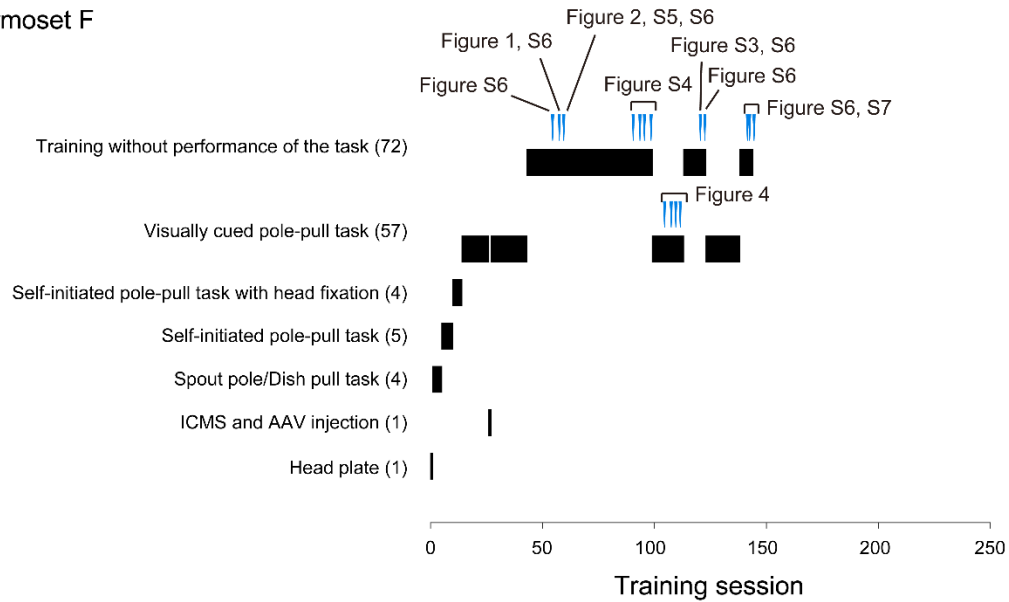 rmoset F
Figure 2, S5, S6
Figure 1, S6
Figure S3, S6
Figure S6
Figure S4
Figure S6
Figure S6, S7
Training without performance of the task (72)
Figure 4
Visually cued pole-pull task (57)
Self-initiated pole-pull task with head fixation (4)
Self-initiated pole-pull task (5)
Spout pole/Dish pull task (4)
ICMS and AAV injection (1)
Head plate (1)
0 50 100 150 200 250
Training session